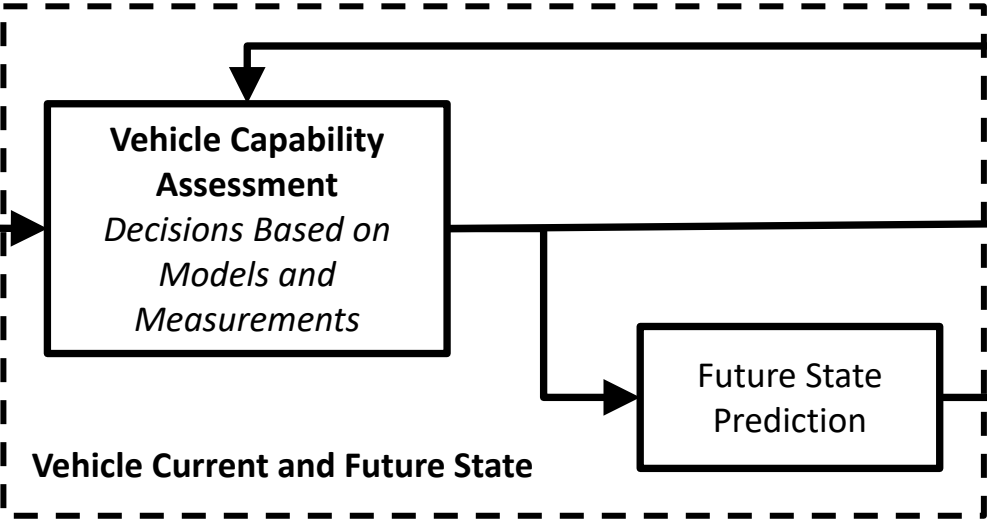 Vehicle Capability
Assessment
Decisions Based on
Models and
Measurements
Future State
Prediction
Vehicle Current and Future State